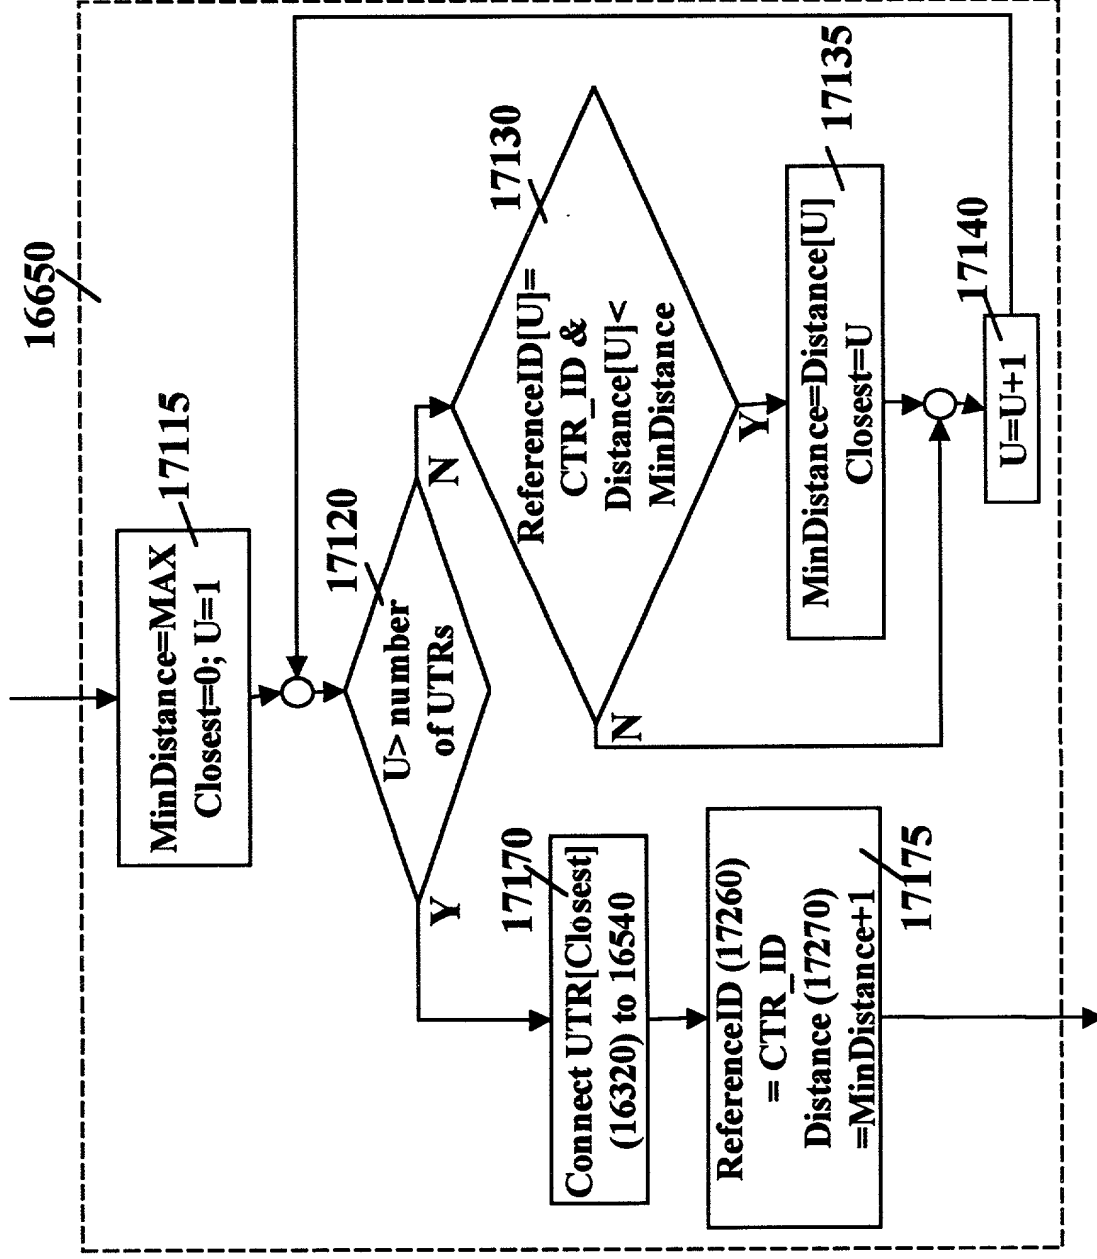 16650
17115
MinDistance=MAX
Closest=0; U=1
17120
U> number
of UTRs
Y
N
17130
ReferenceID[U]=
CTR_ID &
Distance[U]<
MinDistance
Y
N
17135
MinDistance=Distance[U]
Closest=U
17140
U=U+1
17170
Connect UTR[Closest]
(16320) to 16540
ReferenceID (17260)
= CTR_ID
Distance (17270)
=MinDistance+1
17175